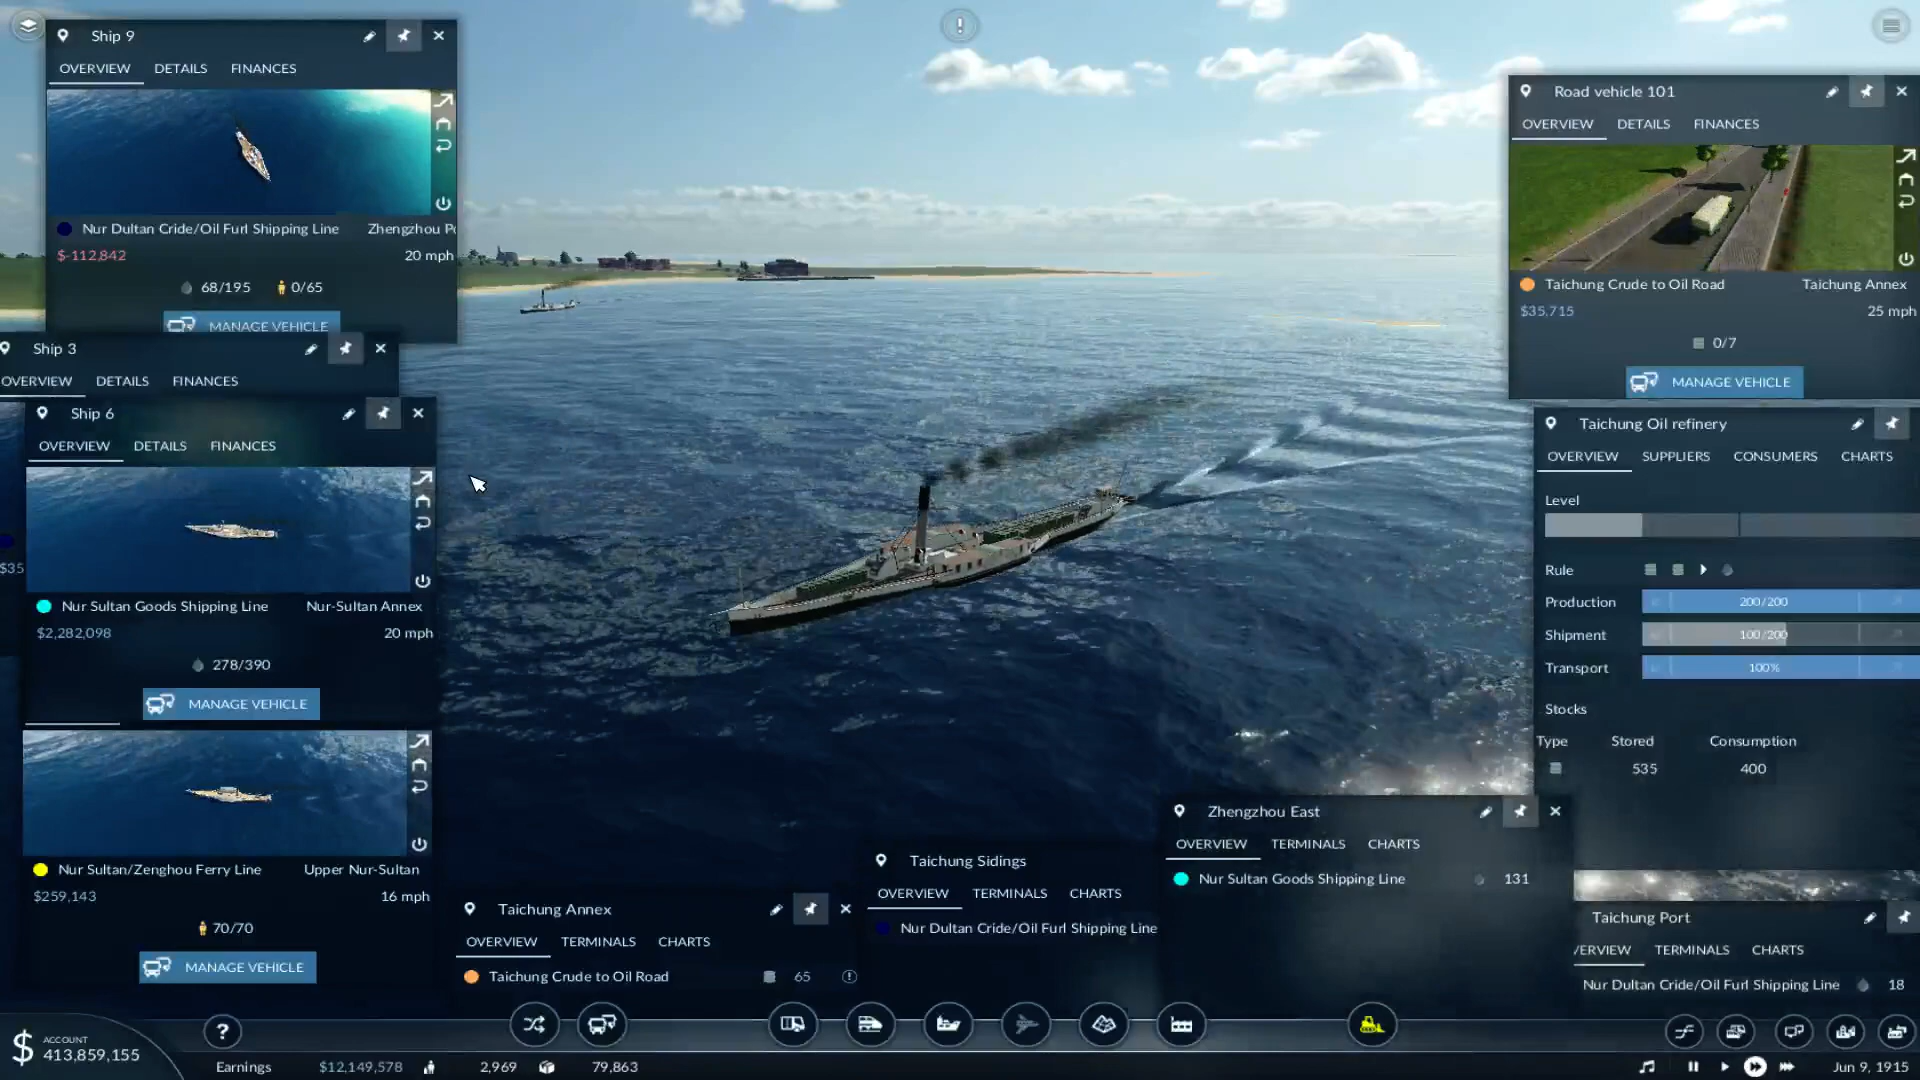 Ship 9
OVERVIEW DETAILS FINANCES
Nur Dultan Cride/Oil Furl Shipping Line Zhengzhou Po
$-112,842 20 mph
68/195 0/65
MANAGE VEHICLE
Ship 3
OVERVIEW DETAILS FINANCES
$35
Ship 6
OVERVIEW DETAILS FINANCES
Nur Sultan Goods Shipping Line Nur-Sultan Annex
$2,282,098 20 mph
278/390
MANAGE VEHICLE
Nur Sultan/Zenghou Ferry Line Upper Nur-Sultan
$259,143 16 mph
70/70
MANAGE VEHICLE
Road vehicle 101
OVERVIEW DETAILS FINANCES
Taichung Crude to Oil Road Taichung Annex
$35,715 25 mph
0/7
MANAGE VEHICLE
Taichung Oil refinery
OVERVIEW SUPPLIERS CONSUMERS CHARTS
Level
Rule
Production 200/200
Shipment 100/200
Transport 100%
Stocks
Type Stored Consumption
535 400
Zhengzhou East
OVERVIEW TERMINALS CHARTS
Nur Sultan Goods Shipping Line 131
Taichung Sidings
OVERVIEW TERMINALS CHARTS
Nur Dultan Cride/Oil Furl Shipping Line
Taichung Annex
OVERVIEW TERMINALS CHARTS
Taichung Crude to Oil Road 65
Taichung Port
VERVIEW TERMINALS CHARTS
Nur Dultan Cride/Oil Furl Shipping Line 18
$ ACCOUNT
413,859,155
?
Earnings $12,149,578 2,969 79,863
Jun 9, 1915